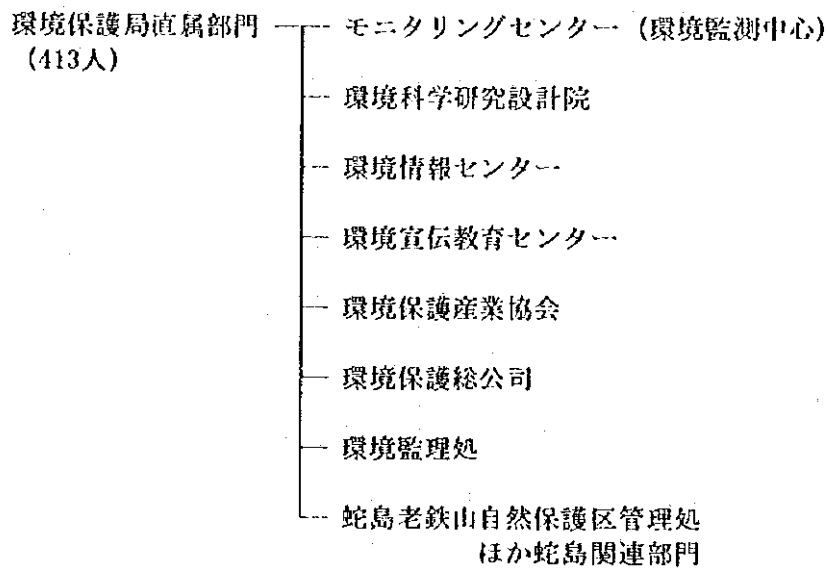 環境保護局直属部門
(413人)
モニタリングセンター (環境監測中心)
環境科学研究設計院
環境情報センター
環境宣伝教育センター
環境保護産業協会
環境保護総公司
環境監理処
蛇島老鉄山自然保護区管理処
ほか蛇島関連部門